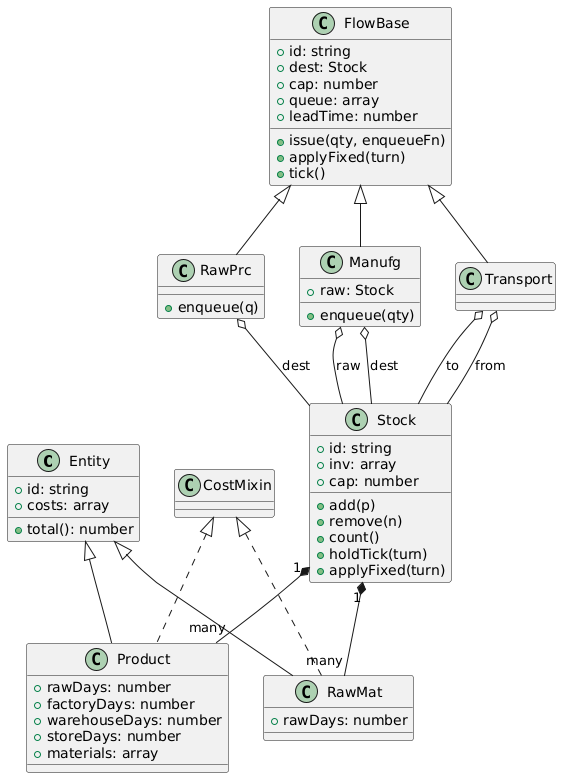 C FlowBase
id: string
dest: Stock
cap: number
queue: array
leadTime: number
issue(qty, enqueueFn)
applyFixed(turn)
tick()
C RawPrc
enqueue(q)
C Manufg
raw: Stock
enqueue(qty)
C Transport
dest
raw
dest
to
from
C Stock
id: string
inv: array
cap: number
add(p)
remove(n)
count()
holdTick(turn)
applyFixed(turn)
C Entity
id: string
costs: array
total(): number
C CostMixin
1
1
many
many
C Product
rawDays: number
factoryDays: number
warehouseDays: number
storeDays: number
materials: array
C RawMat
rawDays: number